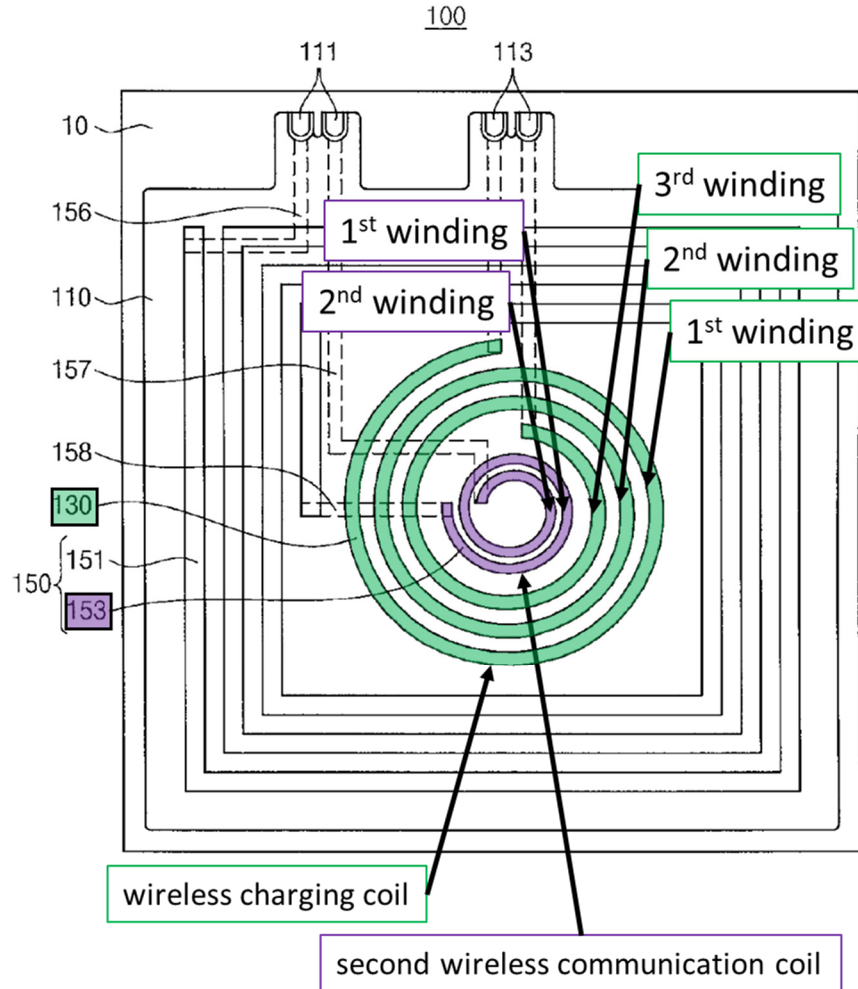 100
111
113
10
3rd winding
156
1st winding
2nd winding
110
2nd winding
1st winding
157
158
130
151
150
153
wireless charging coil
second wireless communication coil